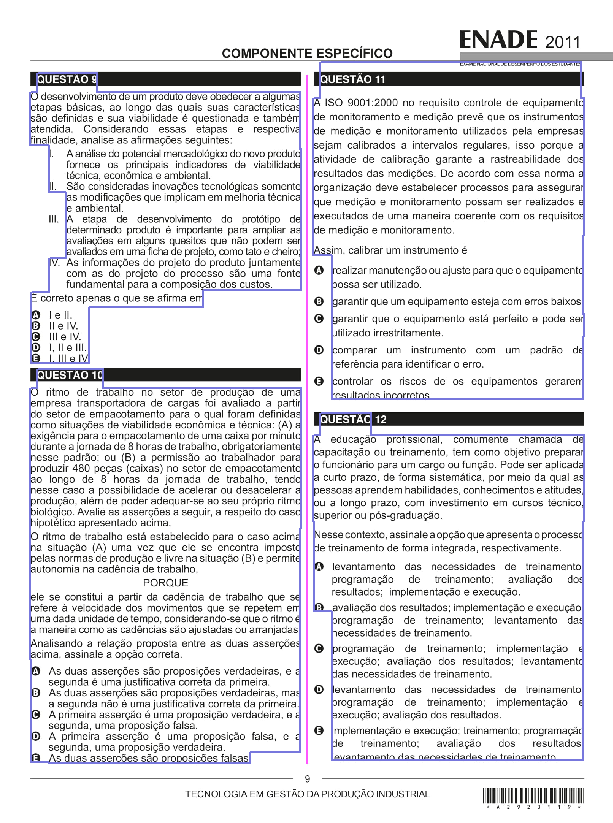 ENADE 2011
EXAME NACIONAL DE DESEMPENHO DOS ESTUDANTES
COMPONENTE ESPECÍFICO
QUESTÃO 9
O desenvolvimento de um produto deve obedecer a algumas
etapas básicas, ao longo das quais suas características
são definidas e sua viabilidade é questionada e também
atendida. Considerando essas etapas e respectiva
finalidade, analise as afirmações seguintes:
I. A análise do potencial mercadológico do novo produto
fornece os principais indicadores de viabilidade
técnica, econômica e ambiental.
II. São consideradas inovações tecnológicas somente
as modificações que implicam em melhoria técnica
e ambiental.
III. A etapa de desenvolvimento do protótipo de
determinado produto é importante para ampliar as
avaliações em alguns quesitos que não podem ser
avaliados em uma ficha de projeto, como tato e cheiro;
IV. As informações do projeto do produto juntamente
com as do projeto do processo são uma fonte
fundamental para a composição dos custos.
É correto apenas o que se afirma em
A I e II.
B II e IV.
C III e IV.
D I, II e III.
E I, III e IV.
QUESTÃO 10
O ritmo de trabalho no setor de produção de uma
empresa transportadora de cargas foi avaliado a partir
do setor de empacotamento para o qual foram definidas
como situações de viabilidade econômica e técnica: (A) a
exigência para o empacotamento de uma caixa por minuto
durante a jornada de 8 horas de trabalho, obrigatoriamente
nesse padrão; ou (B) a permissão ao trabalhador para
produzir 480 peças (caixas) no setor de empacotamento
ao longo de 8 horas da jornada de trabalho, tendo
nesse caso a possibilidade de acelerar ou desacelerar a
produção, além de poder adequar-se ao seu próprio ritmo
biológico. Avalie as asserções a seguir, a respeito do caso
hipotético apresentado acima.
O ritmo de trabalho está estabelecido para o caso acima
na situação (A) uma vez que ele se encontra imposto
pelas normas de produção e livre na situação (B) e permite
autonomia na cadência de trabalho.
PORQUE
ele se constitui a partir da cadência de trabalho que se
refere à velocidade dos movimentos que se repetem em
uma dada unidade de tempo, considerando-se que o ritmo é
a maneira como as cadências são ajustadas ou arranjadas.
Analisando a relação proposta entre as duas asserções
acima, assinale a opção correta.
A As duas asserções são proposições verdadeiras, e a
segunda é uma justificativa correta da primeira.
B As duas asserções são proposições verdadeiras, mas
a segunda não é uma justificativa correta da primeira.
C A primeira asserção é uma proposição verdadeira, e a
segunda, uma proposição falsa.
D A primeira asserção é uma proposição falsa, e a
segunda, uma proposição verdadeira.
E As duas asserções são proposições falsas.
QUESTÃO 11
A ISO 9001:2000 no requisito controle de equipamento
de monitoramento e medição prevê que os instrumentos
de medição e monitoramento utilizados pela empresas
sejam calibrados a intervalos regulares, isso porque a
atividade de calibração garante a rastreabilidade dos
resultados das medições. De acordo com essa norma a
organização deve estabelecer processos para assegurar
que medição e monitoramento possam ser realizados e
executados de uma maneira coerente com os requisitos
de medição e monitoramento.
Assim, calibrar um instrumento é
A realizar manutenção ou ajuste para que o equipamento
possa ser utilizado.
B garantir que um equipamento esteja com erros baixos.
C garantir que o equipamento está perfeito e pode ser
utilizado irrestritamente.
D comparar um instrumento com um padrão de
referência para identificar o erro.
E controlar os riscos de os equipamentos gerarem
resultados incorretos.
QUESTÃO 12
A educação profissional, comumente chamada de
capacitação ou treinamento, tem como objetivo preparar
o funcionário para um cargo ou função. Pode ser aplicada
a curto prazo, de forma sistemática, por meio da qual as
pessoas aprendem habilidades, conhecimentos e atitudes,
ou a longo prazo, com investimento em cursos técnico,
superior ou pós-graduação.
Nesse contexto, assinale a opção que apresenta o processo
de treinamento de forma integrada, respectivamente.
A levantamento das necessidades de treinamento;
programação de treinamento; avaliação dos
resultados; implementação e execução.
B avaliação dos resultados; implementação e execução;
programação de treinamento; levantamento das
necessidades de treinamento.
C programação de treinamento; implementação e
execução; avaliação dos resultados; levantamento
das necessidades de treinamento.
D levantamento das necessidades de treinamento;
programação de treinamento; implementação e
execução; avaliação dos resultados.
E implementação e execução; treinamento; programação
de treinamento; avaliação dos resultados;
levantamento das necessidades de treinamento.
9
TECNOLOGIA EM GESTÃO DA PRODUÇÃO INDUSTRIAL